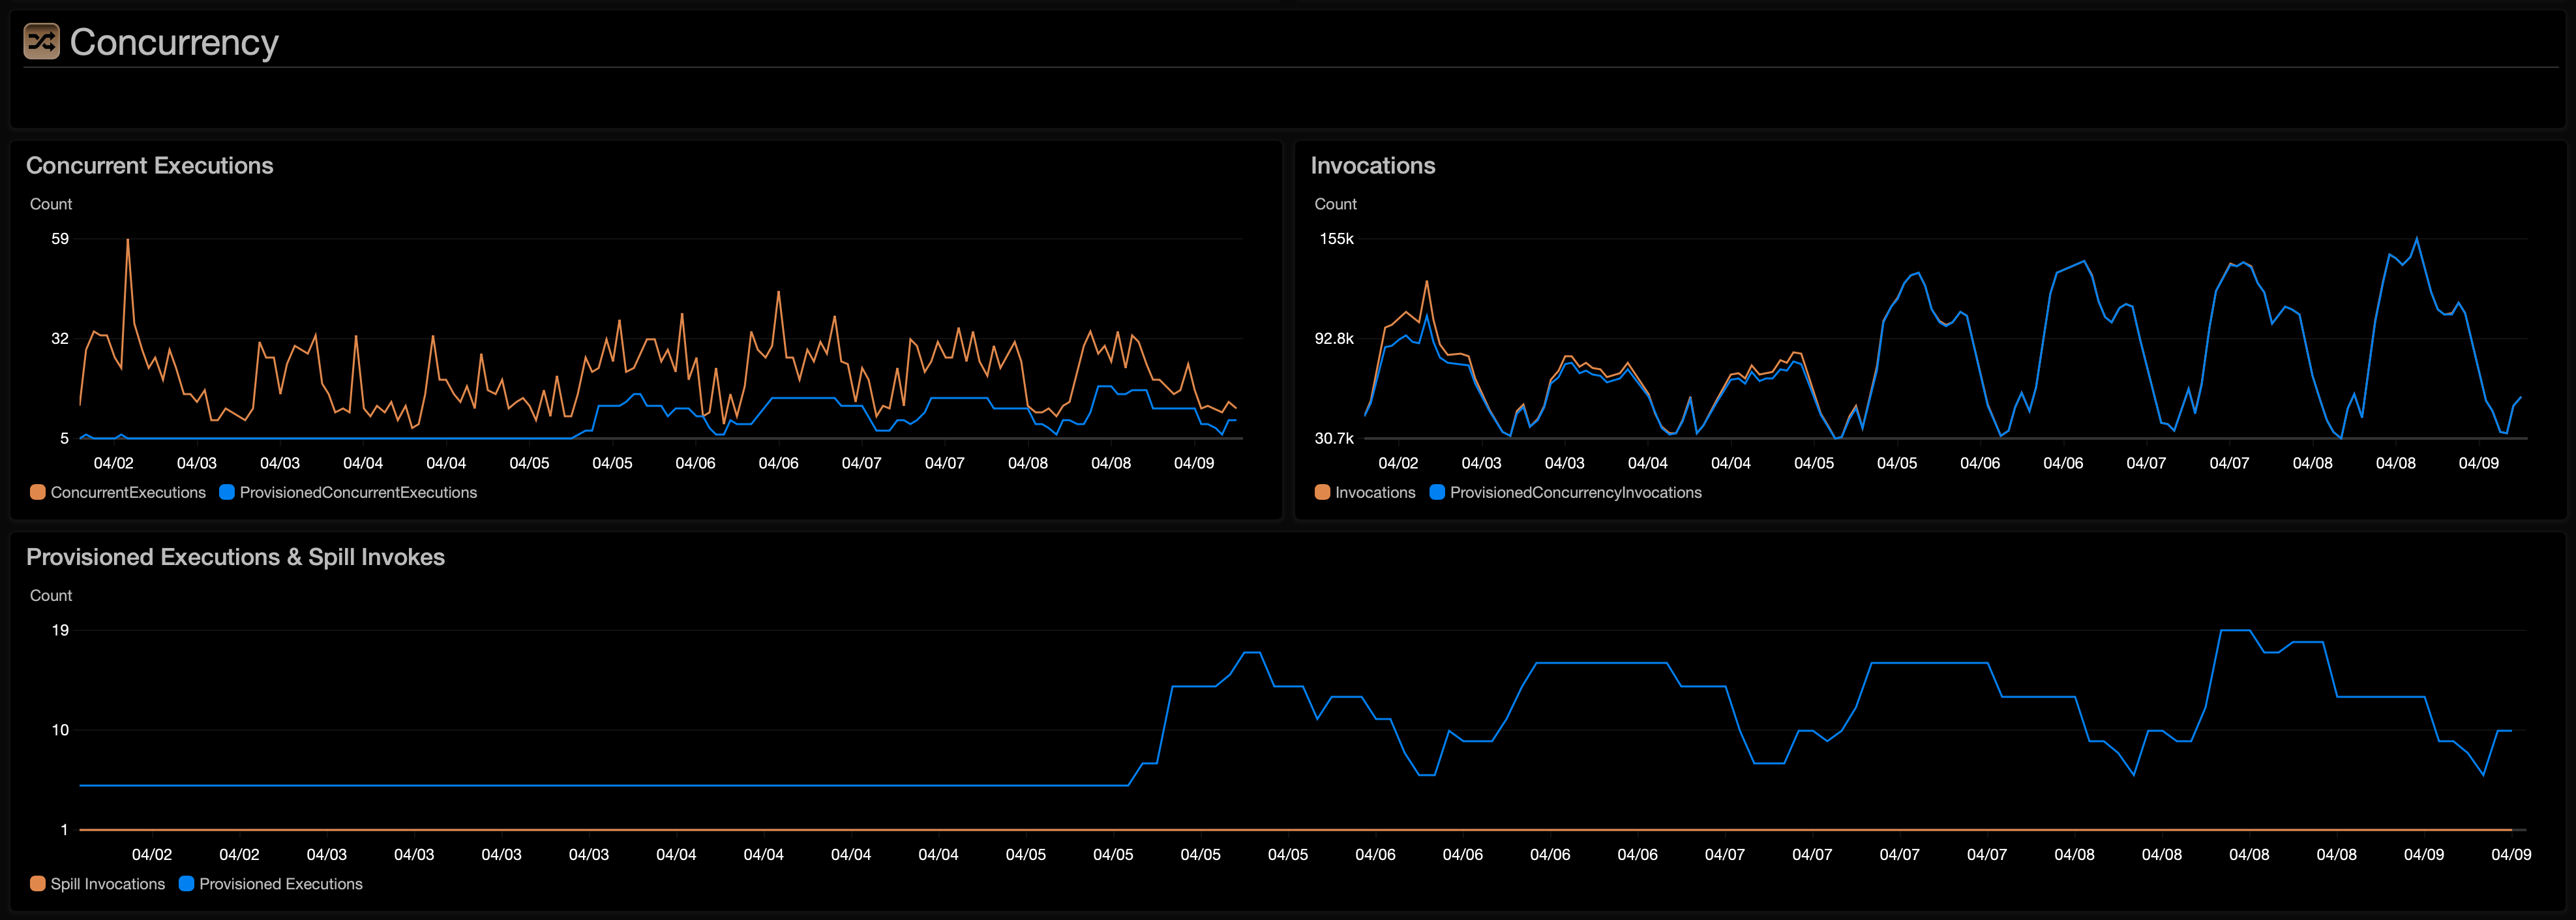 Concurrency
Concurrent Executions
Count
59
32
5
04/02 04/03 04/03 04/04 04/04 04/05 04/05 04/06 04/06 04/07 04/07 04/08 04/08 04/09
ConcurrentExecutions ProvisionedConcurrentExecutions
Invocations
Count
155k
92.8k
30.7k
04/02 04/03 04/03 04/04 04/04 04/05 04/05 04/06 04/06 04/07 04/07 04/08 04/08 04/09
Invocations ProvisionedConcurrencyInvocations
Provisioned Executions & Spill Invokes
Count
19
10
1
04/02 04/02 04/03 04/03 04/03 04/03 04/04 04/04 04/04 04/04 04/05 04/05 04/05 04/05 04/06 04/06 04/06 04/06 04/07 04/07 04/07 04/07 04/08 04/08 04/08 04/08 04/09 04/09
Spill Invocations Provisioned Executions